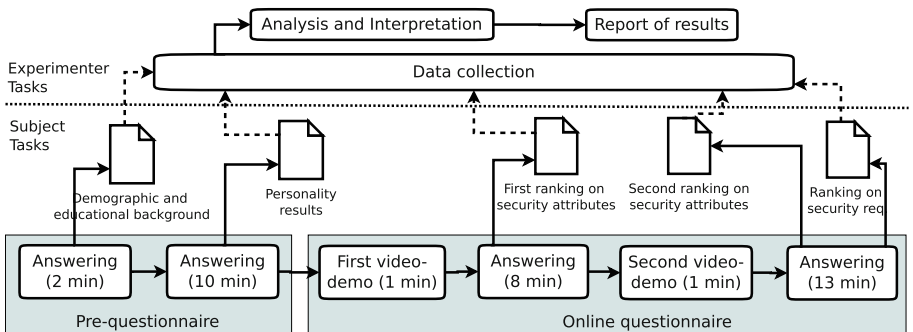 Analysis and Interpretation
Report of results
Experimenter
Tasks
Data collection
Subject
Tasks
Demographic and
educational background
Personality
results
First ranking on
security attributes
Second ranking on
security attributes
Ranking on
security req
Answering
(2 min)
Answering
(10 min)
First video-
demo (1 min)
Answering
(8 min)
Second video-
demo (1 min)
Answering
(13 min)
Pre-questionnaire
Online questionnaire